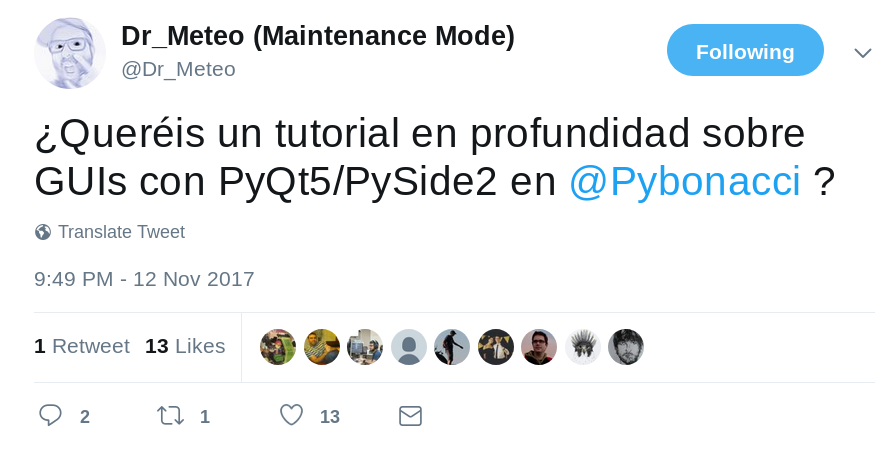 Dr_Meteo (Maintenance Mode)
@Dr_Meteo
Following
¿Queréis un tutorial en profundidad sobre
GUIs con PyQt5/PySide2 en @Pybonacci ?
Translate Tweet
9:49 PM - 12 Nov 2017
1 Retweet 13 Likes
2 1 13